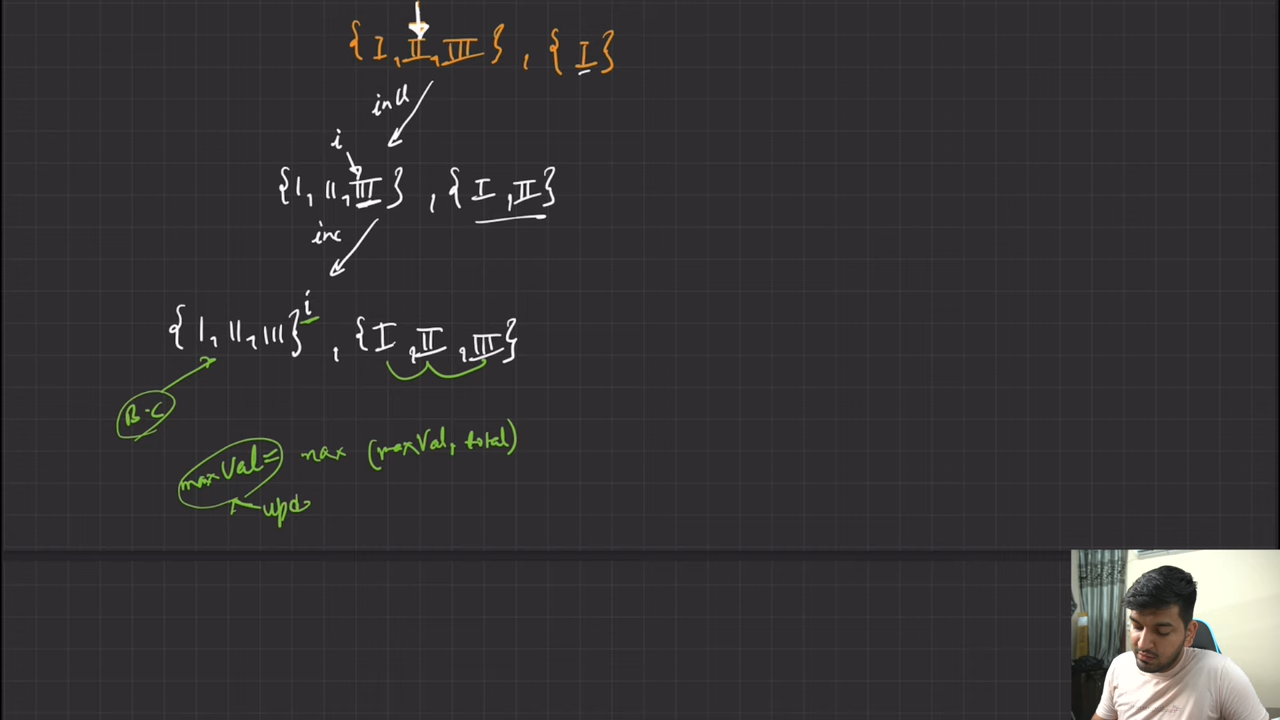 {I, II, III}, {I}
incl
i
{I, II, III}, {I, II}
inc
i
{I, II, III}, {I, II, III}
B.C
maxVal = max (maxVal, total)
upd